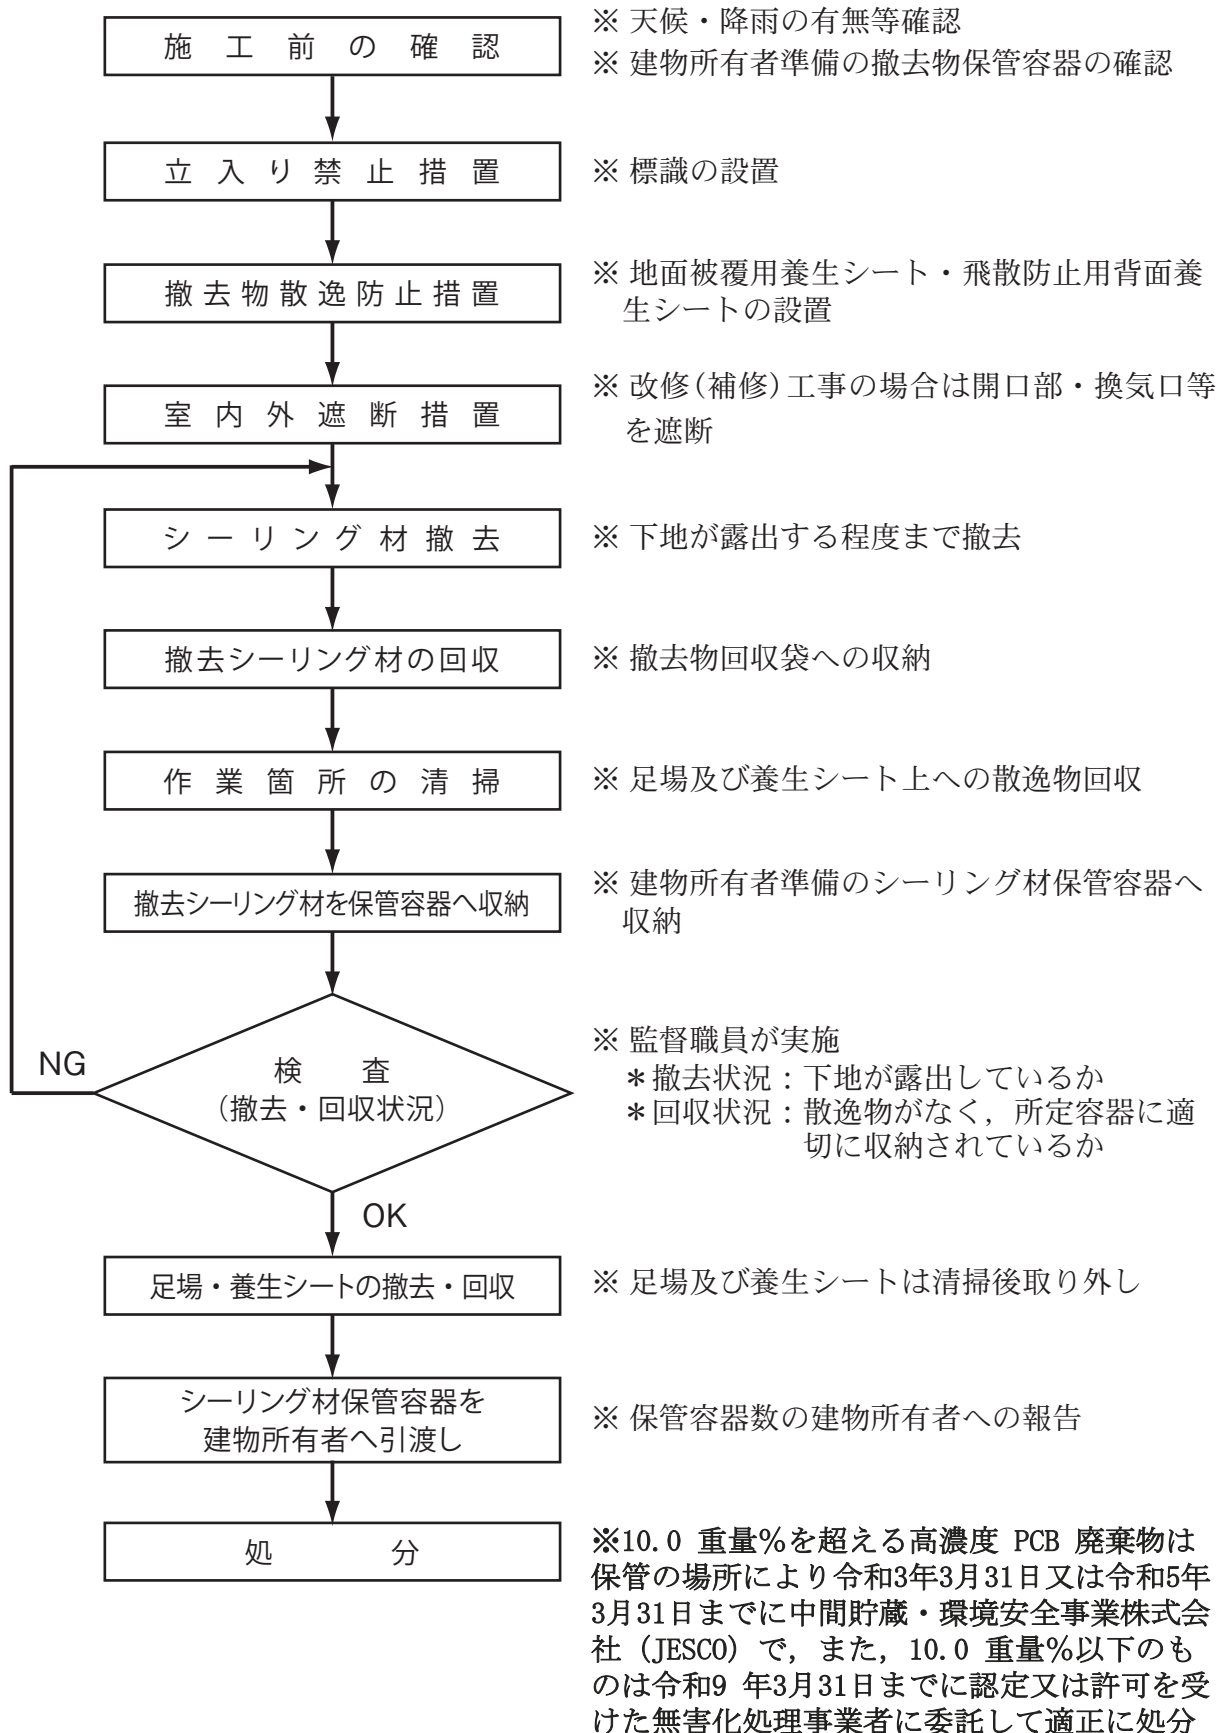 施工前の確認
※ 天候・降雨の有無等確認
※ 建物所有者準備の撤去物保管容器の確認
立入り禁止措置
※ 標識の設置
撤去物散逸防止措置
※ 地面被覆用養生シート・飛散防止用背面養
生シートの設置
室内外遮断措置
※ 改修(補修)工事の場合は開口部・換気口等
を遮断
シーリング材撤去
※ 下地が露出する程度まで撤去
撤去シーリング材の回収
※ 撤去物回収袋への収納
作業箇所の清掃
※ 足場及び養生シート上への散逸物回収
撤去シーリング材を保管容器へ収納
※ 建物所有者準備のシーリング材保管容器へ
収納
NG
検 査
(撤去・回収状況)
※ 監督職員が実施
＊撤去状況：下地が露出しているか
＊回収状況：散逸物がなく，所定容器に適
切に収納されているか
OK
足場・養生シートの撤去・回収
※ 足場及び養生シートは清掃後取り外し
シーリング材保管容器を
建物所有者へ引渡し
※ 保管容器数の建物所有者への報告
処 分
※10.0 重量％を超える高濃度 PCB 廃棄物は
保管の場所により令和3年3月31日又は令和5年
3月31日までに中間貯蔵・環境安全事業株式会
社（JESCO）で，また，10.0 重量％以下のも
のは令和9 年3月31日までに認定又は許可を受
けた無害化処理事業者に委託して適正に処分